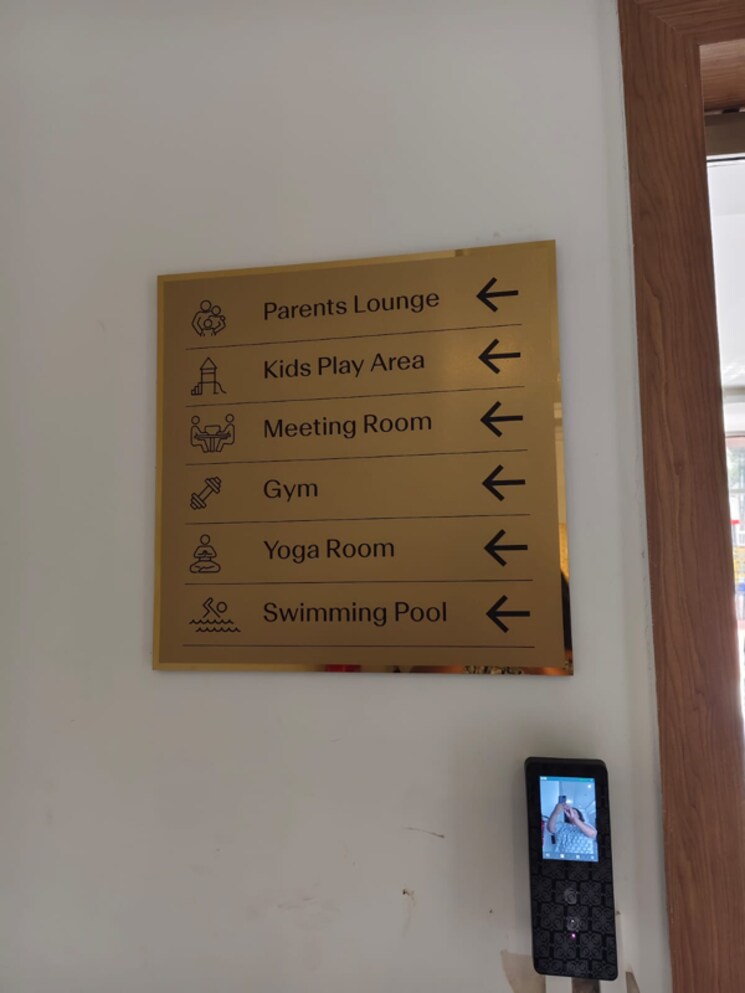 Parents Lounge
Kids Play Area
Meeting Room
Gym
Yoga Room
Swimming Pool